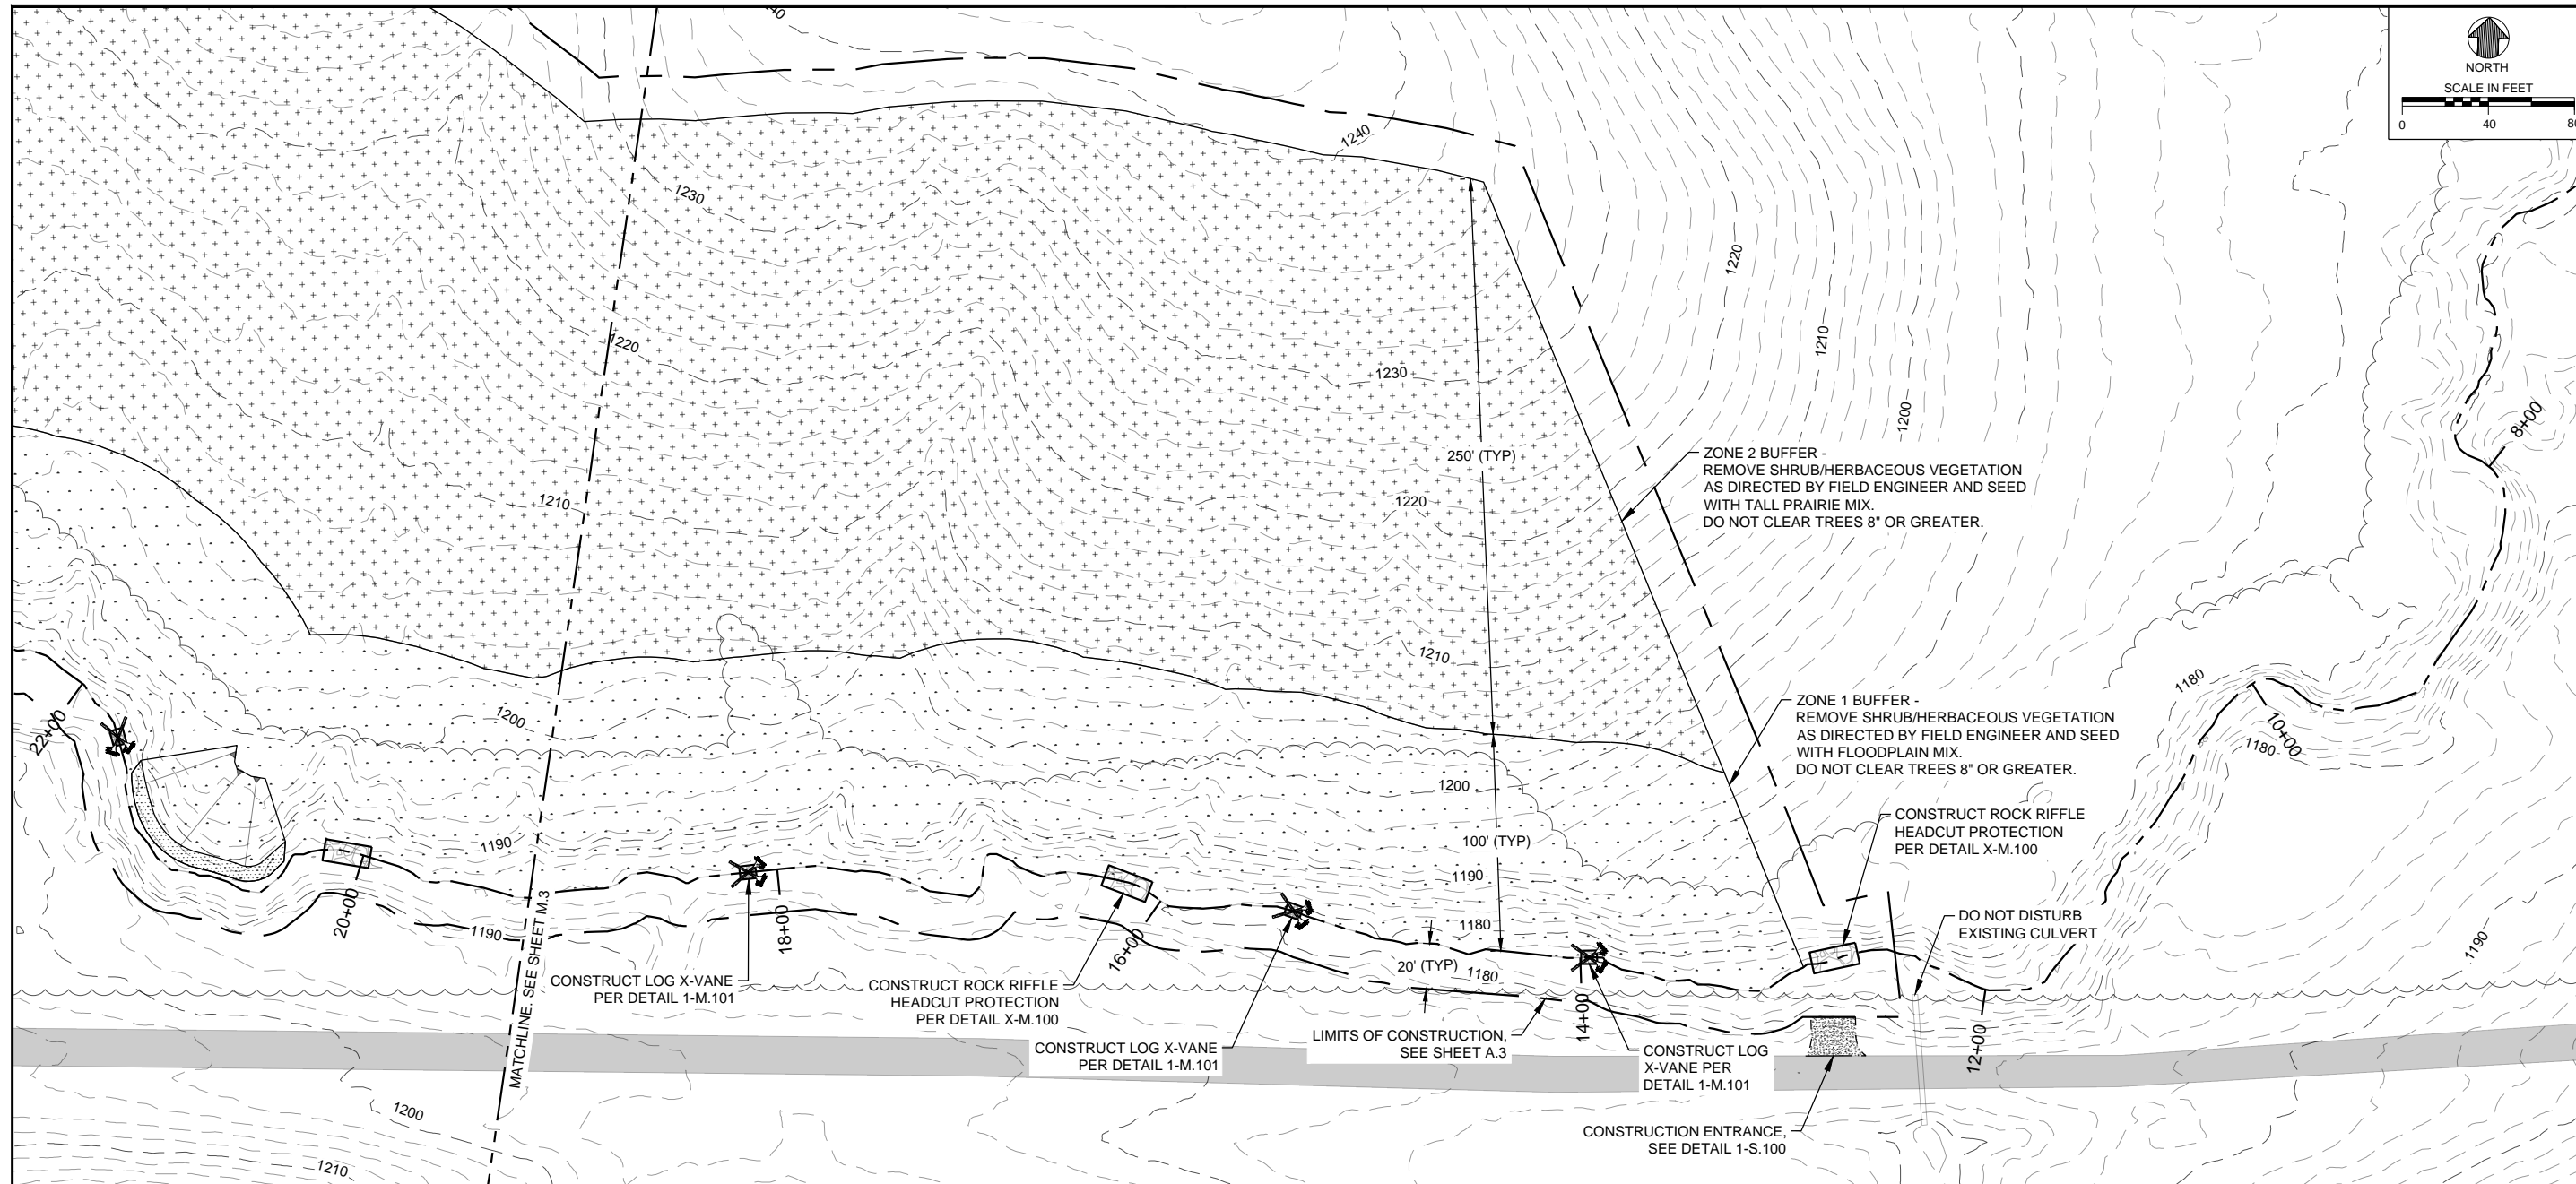 NORTH
SCALE IN FEET
0 40
1240
1230
1220
1220
1210
1230
1200
250' (TYP)
ZONE 2 BUFFER -
REMOVE SHRUB/HERBACEOUS VEGETATION
AS DIRECTED BY FIELD ENGINEER AND SEED
WITH TALL PRAIRIE MIX.
DO NOT CLEAR TREES 8" OR GREATER.
8+00
1210
1220
1210
ZONE 1 BUFFER -
REMOVE SHRUB/HERBACEOUS VEGETATION
AS DIRECTED BY FIELD ENGINEER AND SEED
WITH FLOODPLAIN MIX.
DO NOT CLEAR TREES 8" OR GREATER.
1180
10+00
1180
22+00
1200
1200
CONSTRUCT ROCK RIFFLE
HEADCUT PROTECTION
PER DETAIL X-M.100
1190
100' (TYP)
1190
1180
20+00
1190
18+00
16+00
20' (TYP)
1180
DO NOT DISTURB
EXISTING CULVERT
1190
MATCHLINE. SEE SHEET M.3
CONSTRUCT LOG X-VANE
PER DETAIL 1-M.101
CONSTRUCT ROCK RIFFLE
HEADCUT PROTECTION
PER DETAIL X-M.100
CONSTRUCT LOG X-VANE
PER DETAIL 1-M.101
LIMITS OF CONSTRUCTION,
SEE SHEET A.3
14+00
CONSTRUCT LOG
X-VANE PER
DETAIL 1-M.101
12+00
CONSTRUCTION ENTRANCE,
SEE DETAIL 1-S.100
1200
1210